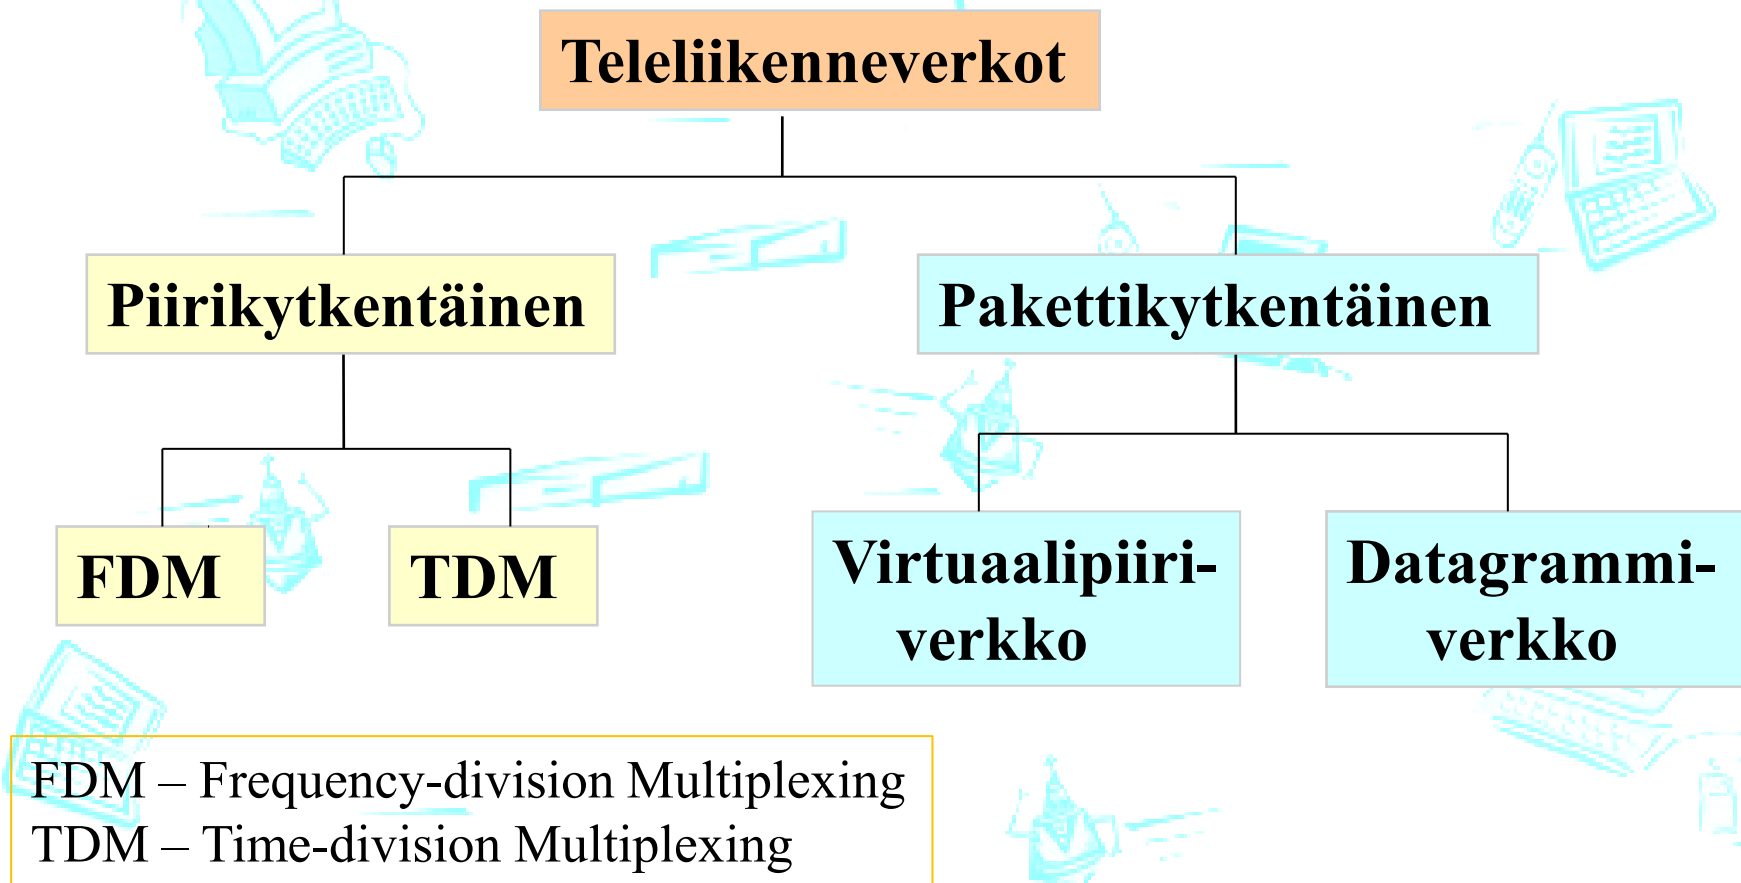 Teleliikenneverkot
Piirikytkentäinen
Pakettikytkentäinen
FDM
TDM
Virtuaalipiiri-
verkko
Datagrammi-
verkko
FDM – Frequency-division Multiplexing
TDM – Time-division Multiplexing